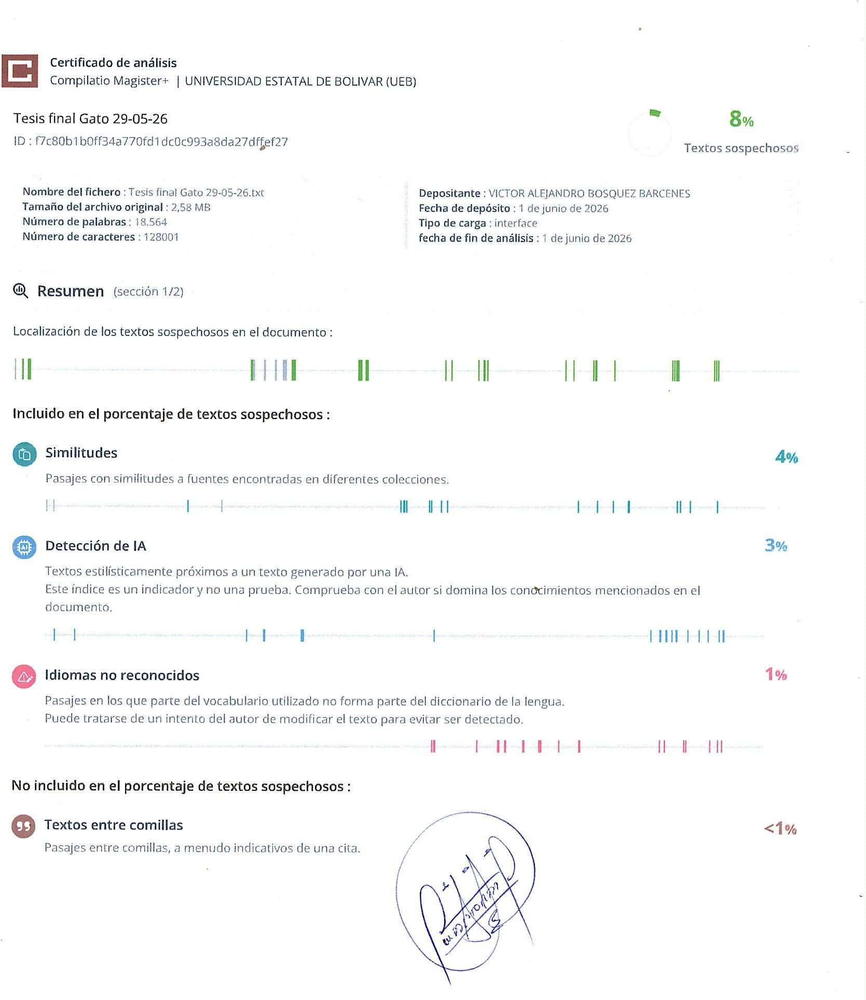 Certificado de análisis
Compilatio Magister+ | UNIVERSIDAD ESTATAL DE BOLIVAR (UEB)
Tesis final Gato 29-05-26
ID : f7c80b1b0ff34a770fd1dc0c993a8da27dffef27
8%
Textos sospechosos
Nombre del fichero : Tesis final Gato 29-05-26.txt
Tamaño del archivo original : 2,58 MB
Número de palabras : 18.564
Número de caracteres : 128001
Depositante : VICTOR ALEJANDRO BOSQUEZ BARCENES
Fecha de depósito : 1 de junio de 2026
Tipo de carga : interface
fecha de fin de análisis : 1 de junio de 2026
Resumen (sección 1/2)
Localización de los textos sospechosos en el documento :
Incluido en el porcentaje de textos sospechosos :
Similitudes
4%
Pasajes con similitudes a fuentes encontradas en diferentes colecciones.
AI
Detección de IA
3%
Textos estilísticamente próximos a un texto generado por una IA.
Este índice es un indicador y no una prueba. Comprueba con el autor si domina los conocimientos mencionados en el
documento.
Idiomas no reconocidos
1%
Pasajes en los que parte del vocabulario utilizado no forma parte del diccionario de la lengua.
Puede tratarse de un intento del autor de modificar el texto para evitar ser detectado.
No incluido en el porcentaje de textos sospechosos :
Textos entre comillas
<1%
Pasajes entre comillas, a menudo indicativos de una cita.